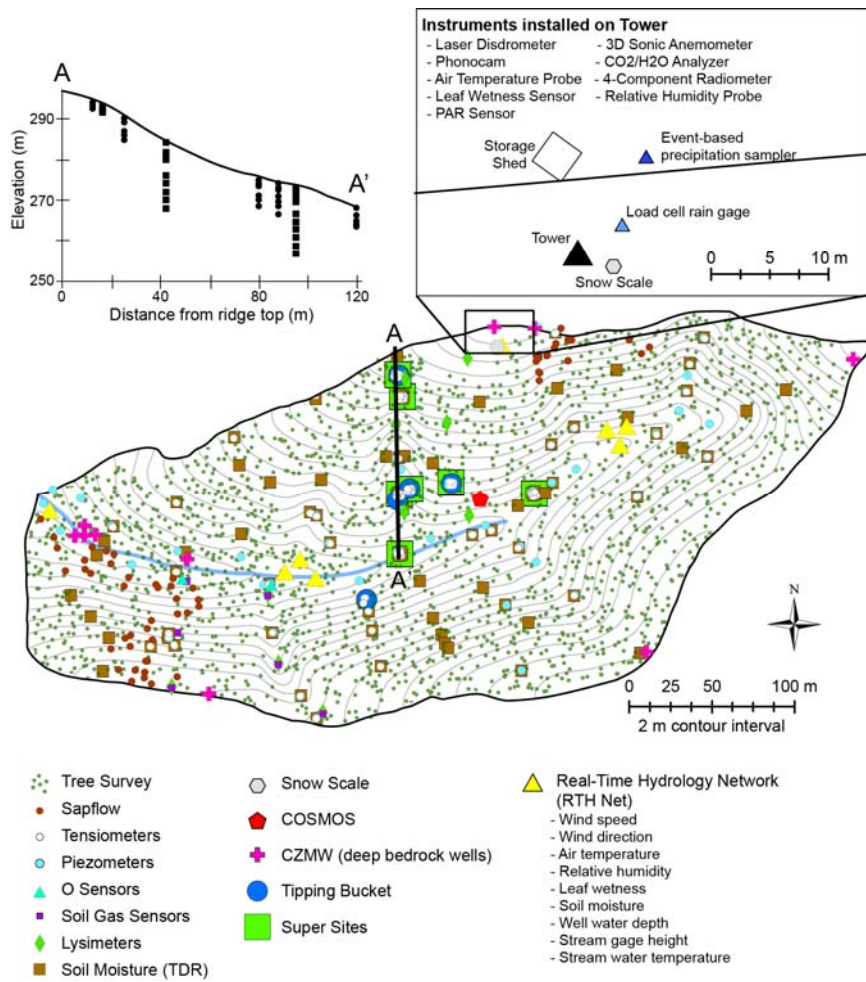 Instruments installed on Tower
- Laser Disdrometer
- Phonocam
- Air Temperature Probe
- Leaf Wetness Sensor
- PAR Sensor
- 3D Sonic Anemometer
- CO2/H2O Analyzer
- 4-Component Radiometer
- Relative Humidity Probe
Storage
Shed
Event-based
precipitation sampler
Load cell rain gage
Tower
Snow Scale
0 5 10 m
A
A'
Elevation (m)
290
270
250
0 40 80 120
Distance from ridge top (m)
A
A'
N
0 25 50 100 m
2 m contour interval
Tree Survey
Sapflow
Tensiometers
Piezometers
O Sensors
Soil Gas Sensors
Lysimeters
Soil Moisture (TDR)
Snow Scale
COSMOS
CZMW (deep bedrock wells)
Tipping Bucket
Super Sites
Real-Time Hydrology Network
(RTH Net)
- Wind speed
- Wind direction
- Air temperature
- Relative humidity
- Leaf wetness
- Soil moisture
- Well water depth
- Stream gage height
- Stream water temperature